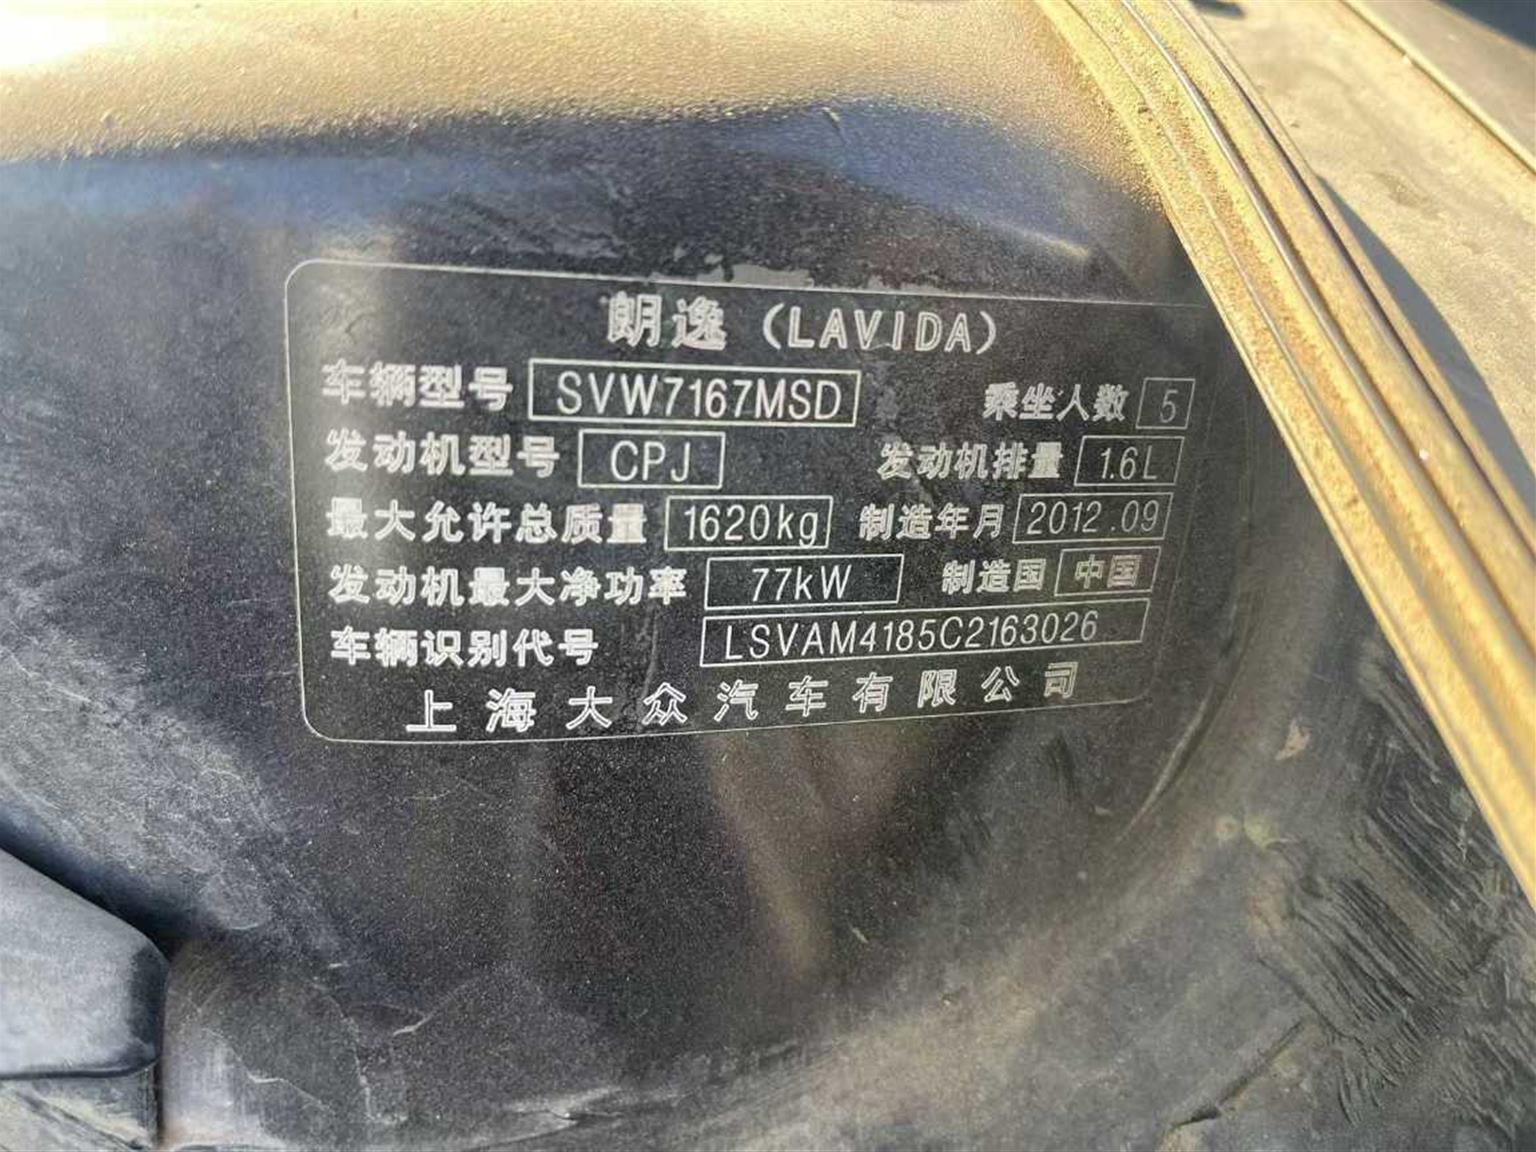 朗逸（LAVIDA）
车辆型号 SVW7167MSD 乘坐人数 5
发动机型号 CPJ 发动机排量 1.6L
最大允许总质量 1620kg 制造年月 2012.09
发动机最大净功率 77kW 制造国 中国
车辆识别代号 LSVAM4185C2163026
上海大众汽车有限公司